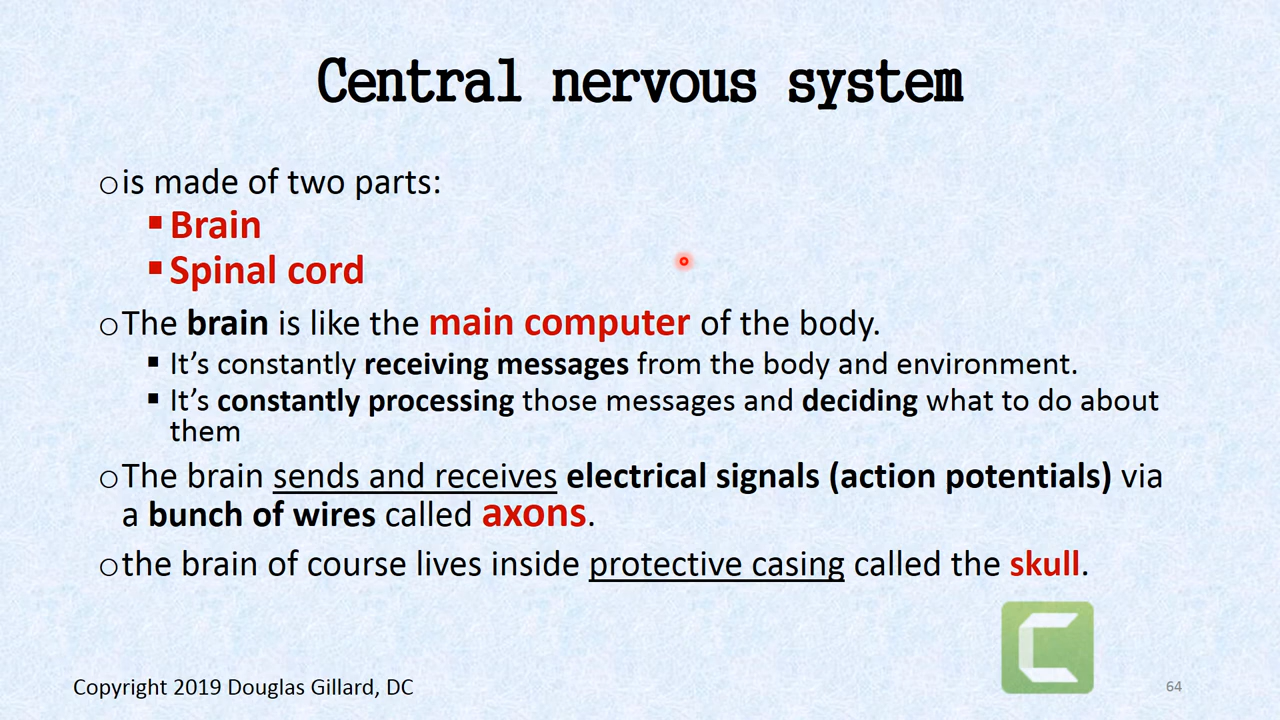 Central nervous system
is made of two parts:
Brain
Spinal cord
The brain is like the main computer of the body.
It’s constantly receiving messages from the body and environment.
It’s constantly processing those messages and deciding what to do about
them
The brain sends and receives electrical signals (action potentials) via
a bunch of wires called axons.
the brain of course lives inside protective casing called the skull.
Copyright 2019 Douglas Gillard, DC
64